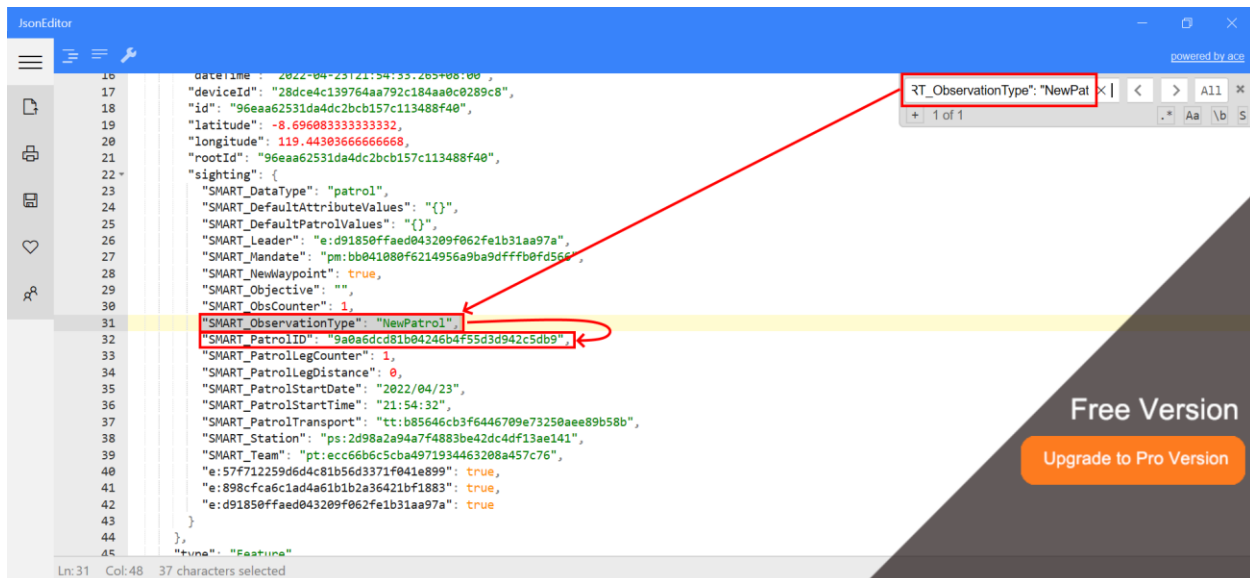 JsonEditor
powered by ace
RT_ObservationType": "NewPat
All
+ 1 of 1
.* Aa \b S
16 "dateTime": "2022-04-23T21:54:33.265+08:00",
17 "deviceId": "28dce4c139764aa792c184aa0c0289c8",
18 "id": "96eaa62531da4dc2bcb157c113488f40",
19 "latitude": -8.696083333333332,
20 "longitude": 119.44303666666668,
21 "rootId": "96eaa62531da4dc2bcb157c113488f40",
22 "sighting": {
23 "SMART_DataType": "patrol",
24 "SMART_DefaultAttributeValues": "{}",
25 "SMART_DefaultPatrolValues": "{}",
26 "SMART_Leader": "e:d91850ffaed043209f062fe1b31aa97a",
27 "SMART_Mandate": "pm:bb041080f6214956a9ba9dfffb0fd566",
28 "SMART_NewWaypoint": true,
29 "SMART_Objective": "",
30 "SMART_ObsCounter": 1,
31 "SMART_ObservationType": "NewPatrol",
32 "SMART_PatrolID": "9a0a6dcd81b04246b4f55d3d942c5db9",
33 "SMART_PatrolLegCounter": 1,
34 "SMART_PatrolLegDistance": 0,
35 "SMART_PatrolStartDate": "2022/04/23",
36 "SMART_PatrolStartTime": "21:54:32",
37 "SMART_PatrolTransport": "tt:b85646cb3f6446709e73250aee89b58b",
38 "SMART_Station": "ps:2d98a2a94a7f4883be42dc4df13ae141",
39 "SMART_Team": "pt:ecc66b6c5cba4971934463208a457c76",
40 "e:57f712259d6d4c81b56d3371f041e899": true,
41 "e:898cfca6c1ad4a61b1b2a36421bf1883": true,
42 "e:d91850ffaed043209f062fe1b31aa97a": true
43 }
44 },
45 "type": "Feature"
Free Version
Upgrade to Pro Version
Ln:31 Col:48 37 characters selected